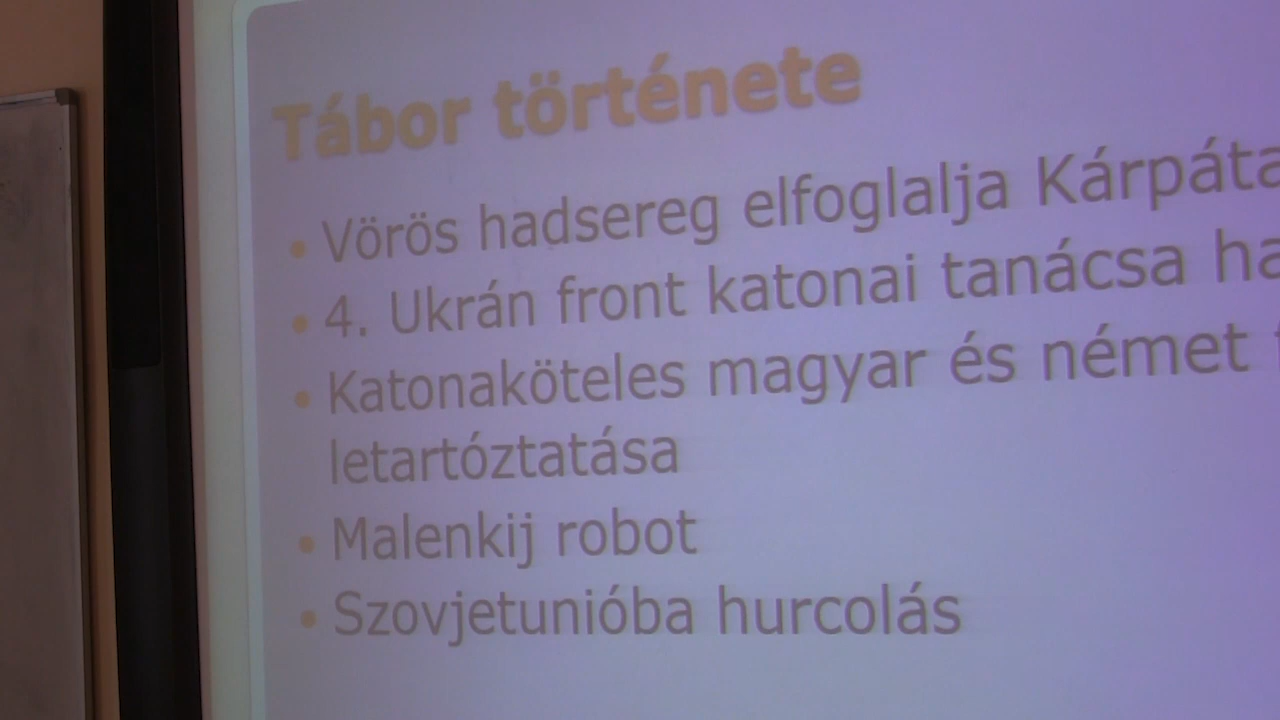 Tábor története
• Vörös hadsereg elfoglalja
• 4. Ukrán front katonai tanácsa
• Katonaköteles magyar és német
letartóztatása
• Malenkij robot
• Szovjetunióba hurcolás